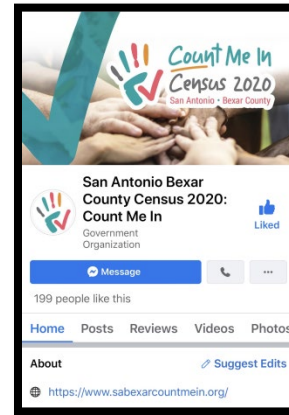 Count Me In
Census 2020
San Antonio • Bexar County
San Antonio Bexar
County Census 2020:
Count Me In
Government
Organization
Liked
Message
199 people like this
Home Posts Reviews Videos Photos
About Suggest Edits
https://www.sabexarcountmein.org/